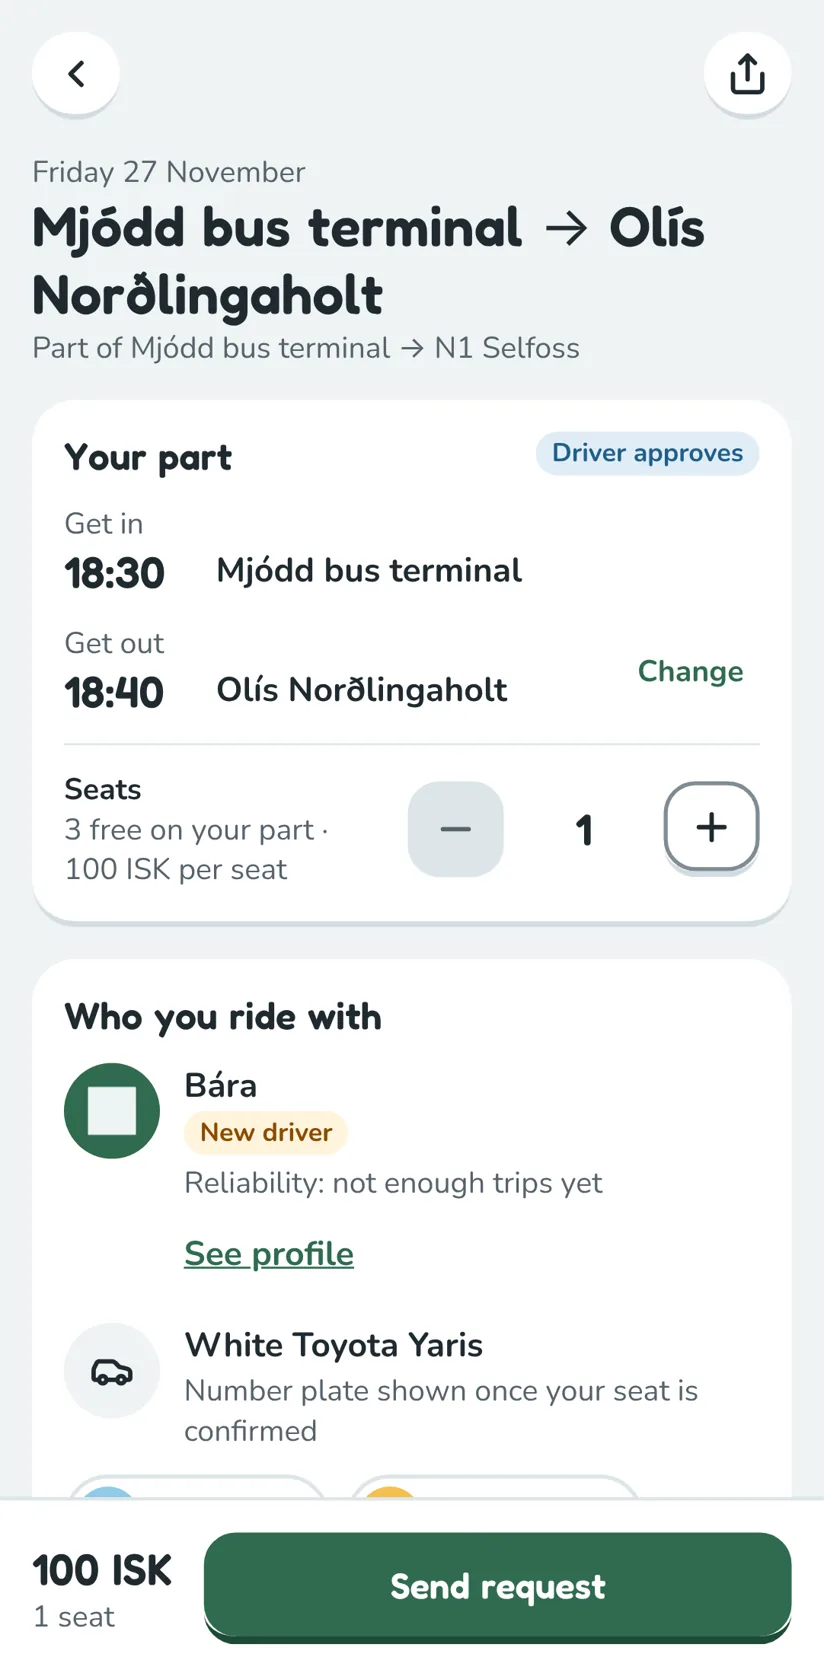 Friday 27 November
Mjódd bus terminal → Olís
Norðlingaholt
Part of Mjódd bus terminal → N1 Selfoss
Your part
Driver approves
Get in
18:30 Mjódd bus terminal
Get out
18:40 Olís Norðlingaholt
Change
Seats
3 free on your part ·
100 ISK per seat
1
Who you ride with
Bára
New driver
Reliability: not enough trips yet
See profile
White Toyota Yaris
Number plate shown once your seat is
confirmed
100 ISK
1 seat
Send request